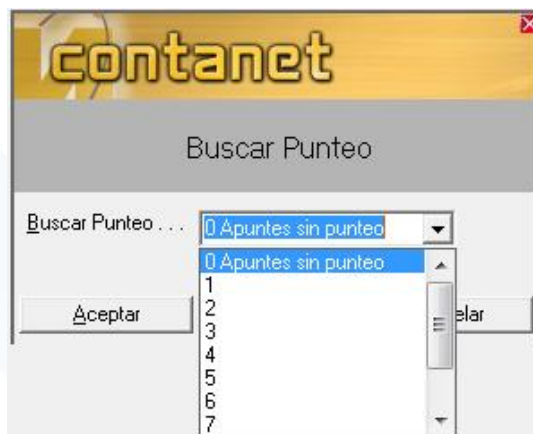 contanet
Buscar Punteo
Buscar Punteo . . . 0 Apuntes sin punteo
0 Apuntes sin punteo
1
Aceptar
2
elar
3
4
5
6
7